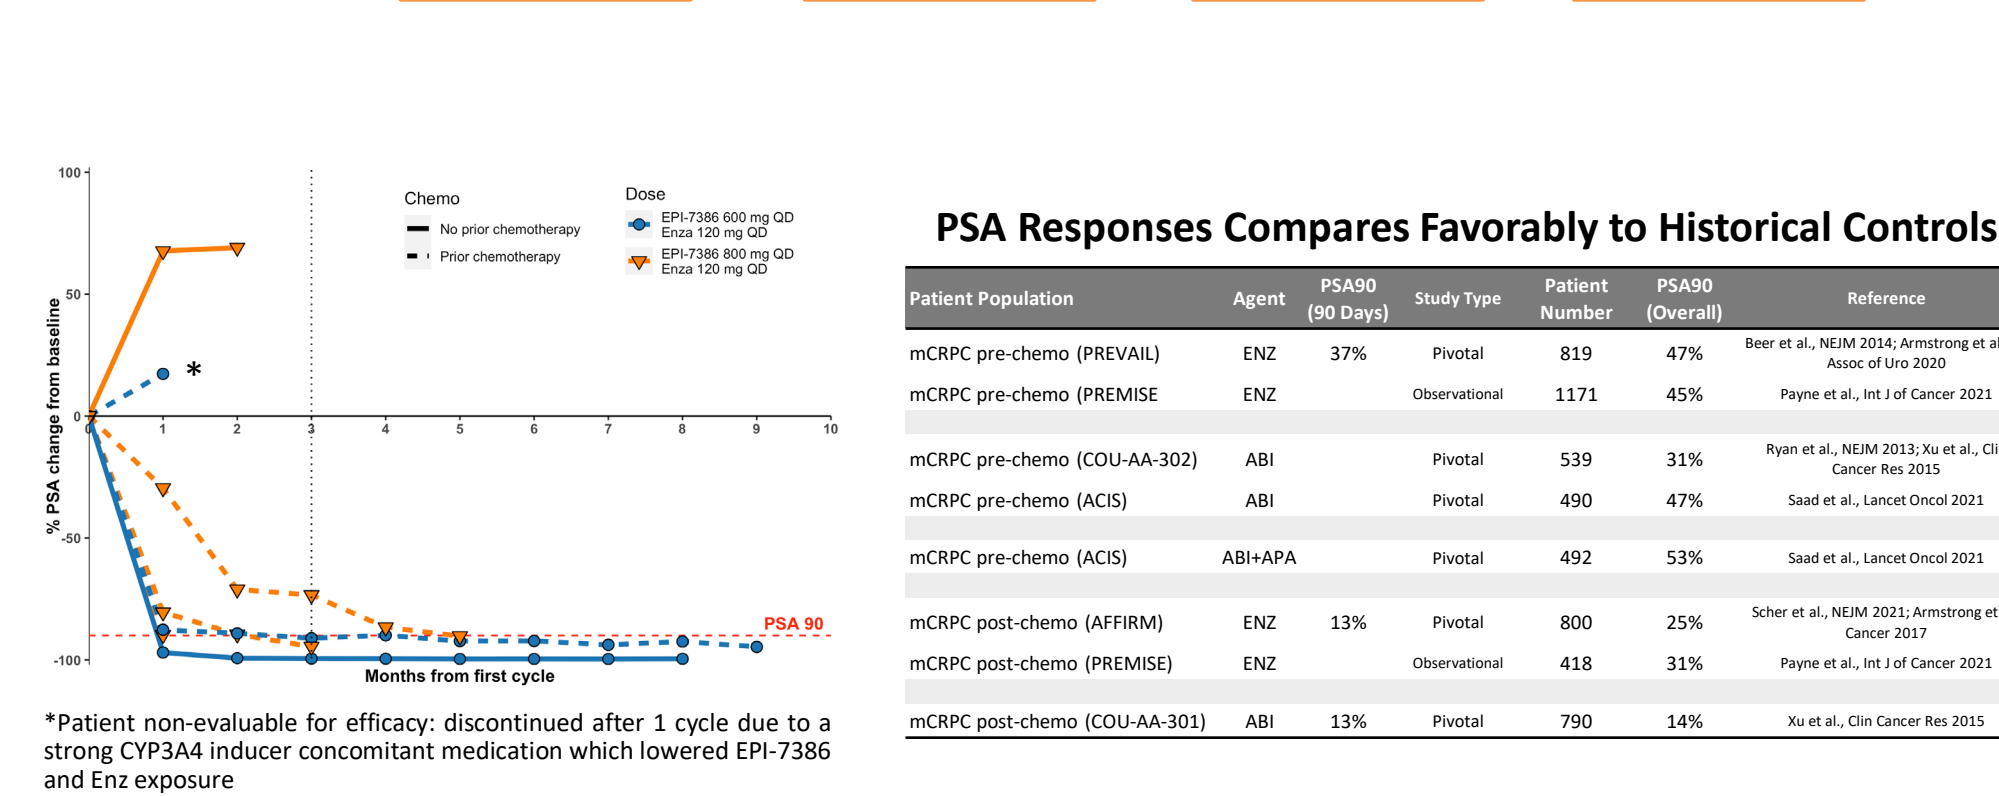 100
50
0
-50
-100
% PSA change from baseline
0 1 2 3 4 5 6 7 8 9 10
Months from first cycle
Chemo
No prior chemotherapy
Prior chemotherapy
Dose
EPI-7386 600 mg QD
Enza 120 mg QD
EPI-7386 800 mg QD
Enza 120 mg QD
*
PSA 90
*Patient non-evaluable for efficacy: discontinued after 1 cycle due to a
strong CYP3A4 inducer concomitant medication which lowered EPI-7386
and Enz exposure
PSA Responses Compares Favorably to Historical Controls
Patient Population Agent PSA90 (90 Days) Study Type Patient Number PSA90 (Overall) Reference
mCRPC pre-chemo (PREVAIL) ENZ 37% Pivotal 819 47% Beer et al., NEJM 2014; Armstrong et al
Assoc of Uro 2020
mCRPC pre-chemo (PREMISE ENZ Observational 1171 45% Payne et al., Int J of Cancer 2021
mCRPC pre-chemo (COU-AA-302) ABI Pivotal 539 31% Ryan et al., NEJM 2013; Xu et al., Cli
Cancer Res 2015
mCRPC pre-chemo (ACIS) ABI Pivotal 490 47% Saad et al., Lancet Oncol 2021
mCRPC pre-chemo (ACIS) ABI+APA Pivotal 492 53% Saad et al., Lancet Oncol 2021
mCRPC post-chemo (AFFIRM) ENZ 13% Pivotal 800 25% Scher et al., NEJM 2021; Armstrong et
Cancer 2017
mCRPC post-chemo (PREMISE) ENZ Observational 418 31% Payne et al., Int J of Cancer 2021
mCRPC post-chemo (COU-AA-301) ABI 13% Pivotal 790 14% Xu et al., Clin Cancer Res 2015